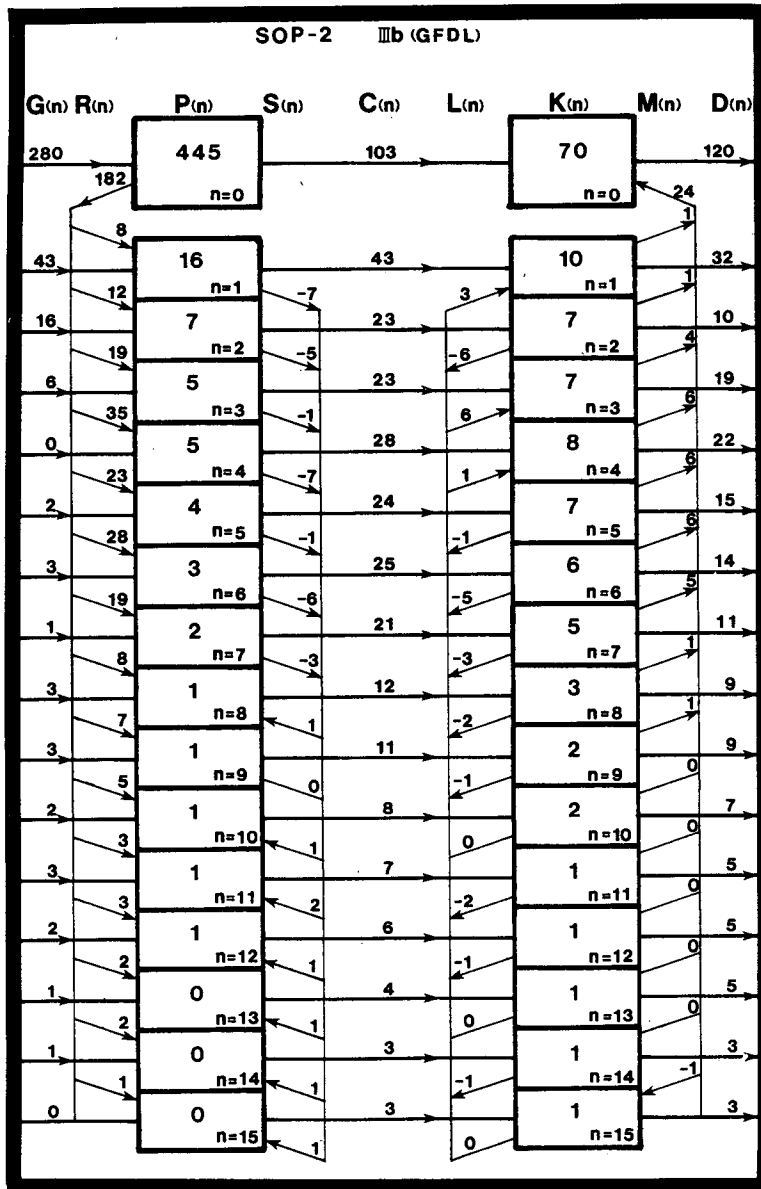 SOP-2 IIIb (GFDL)
G(n) R(n) P(n) S(n) C(n) L(n) K(n) M(n) D(n)
280 445 103 70 120
182 n=0 n=0 24
8 1
43 16 43 10 32
n=1 n=1
12 -7 3 1
16 7 23 7 10
n=2 n=2
19 -5 -6 4
6 5 23 7 19
n=3 n=3
35 -1 6 6
0 5 28 8 22
n=4 n=4
23 -7 1 6
2 4 24 7 15
n=5 n=5
28 -1 -1 6
3 3 25 6 14
n=6 n=6
19 -6 -5 5
1 2 21 5 11
n=7 n=7
8 -3 -3 1
3 1 12 3 9
n=8 n=8
7 1 -2 1
3 1 11 2 9
n=9 n=9
5 0 -1 0
2 1 8 2 7
n=10 n=10
3 1 0 0
3 1 7 1 5
n=11 n=11
3 2 -2 0
2 1 6 1 5
n=12 n=12
2 1 -1 0
1 0 4 1 5
n=13 n=13
2 1 0 0
1 0 3 1 3
n=14 n=14
1 1 -1 -1
0 0 3 1 3
n=15 n=15
1 0